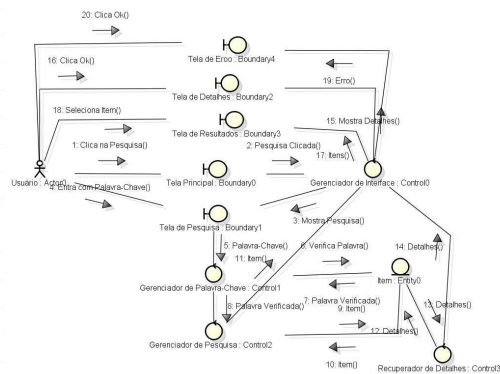 20: Clica Ok()
Tela de Eroo : Boundary4
16: Clica Ok()
19: Erro()
Tela de Detalhes : Boundary2
18: Seleciona Item()
15: Mostra Detalhes()
Tela de Resultados : Boundary3
1: Clica na Pesquisa()
2: Pesquisa Clicada()
17: Itens()
Usuário : Actor0
Tela Principal : Boundary0
Gerenciador de Interface : Control0
4: Entra com Palavra-Chave()
3: Mostra Pesquisa()
Tela de Pesquisa : Boundary1
5: Palavra-Chave()
6: Verifica Palavra()
14: Detalhes()
11: Item()
Item : Entity0
Gerenciador de Palavra-Chave : Control1
8: Palavra Verificada()
7: Palavra Verificada()
13: Detalhes()
9: Item()
12: Detalhes()
Gerenciador de Pesquisa : Control2
10: Item()
Recuperador de Detalhes : Control3